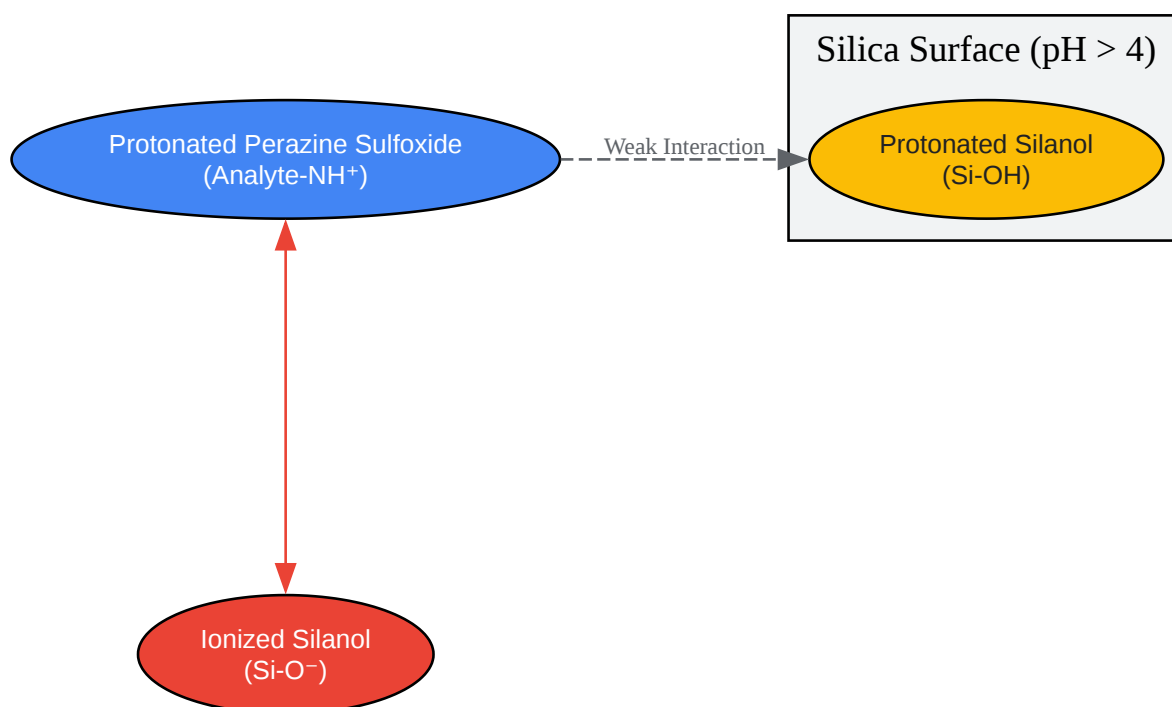 Silica Surface (pH > 4)
Protonated Perazine Sulfoxide
(Analyte-NH⁺)
Weak Interaction
Protonated Silanol
(Si-OH)
Ionized Silanol
(Si-O⁻)